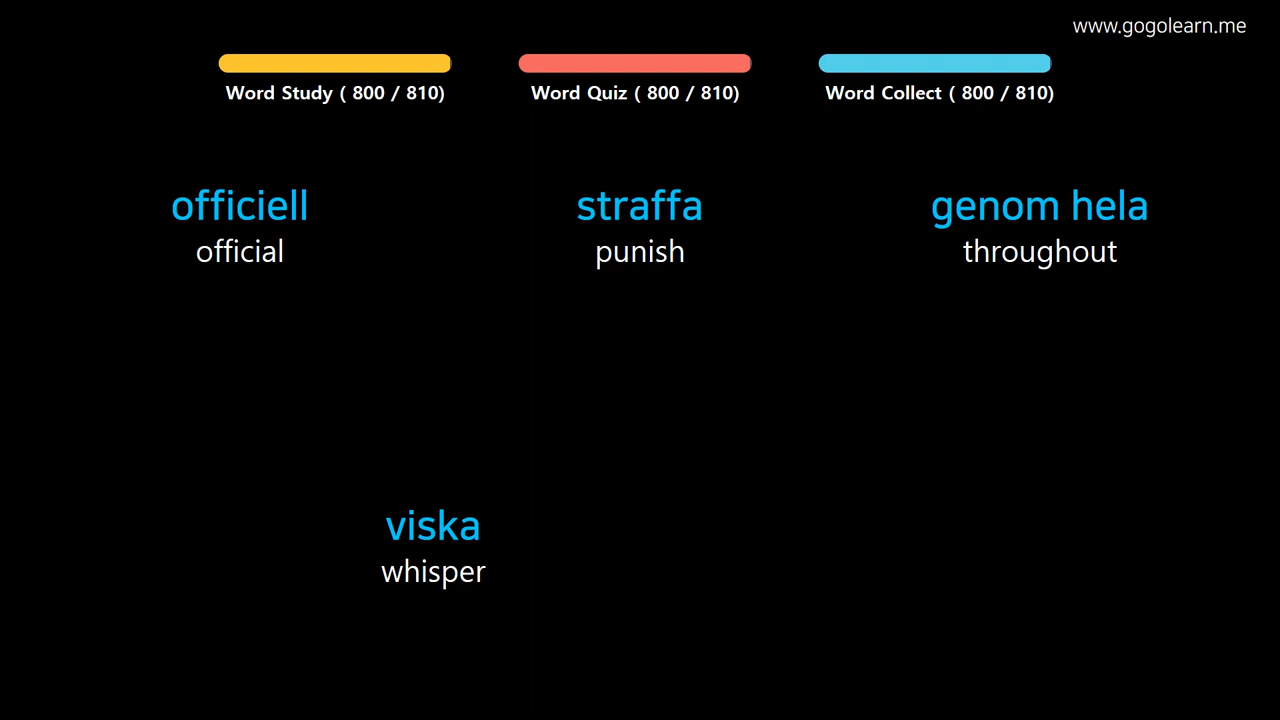 www.gogolearn.me
Word Study ( 800 / 810)
Word Quiz ( 800 / 810)
Word Collect ( 800 / 810)
officiell
official
straffa
punish
genom hela
throughout
viska
whisper